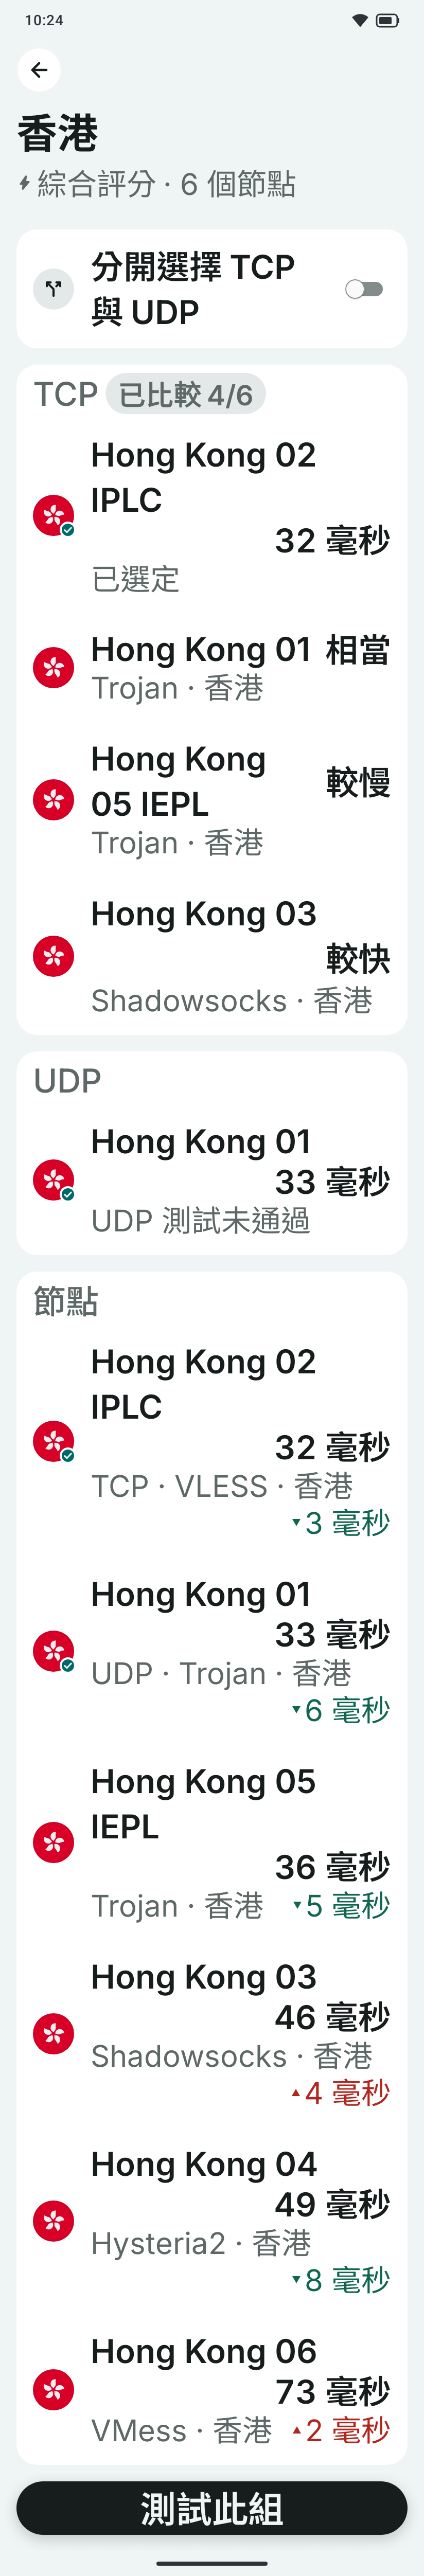 10:24
香港
綜合評分 · 6 個節點
分開選擇 TCP
與 UDP
TCP 已比較 4/6
Hong Kong 02
IPLC
32 毫秒
已選定
Hong Kong 01 相當
Trojan · 香港
Hong Kong
05 IEPL
較慢
Trojan · 香港
Hong Kong 03
較快
Shadowsocks · 香港
UDP
Hong Kong 01
33 毫秒
UDP 測試未通過
節點
Hong Kong 02
IPLC
32 毫秒
TCP · VLESS · 香港
▼3 毫秒
Hong Kong 01
33 毫秒
UDP · Trojan · 香港
▼6 毫秒
Hong Kong 05
IEPL
36 毫秒
Trojan · 香港 ▼5 毫秒
Hong Kong 03
46 毫秒
Shadowsocks · 香港
▲4 毫秒
Hong Kong 04
49 毫秒
Hysteria2 · 香港
▼8 毫秒
Hong Kong 06
73 毫秒
VMess · 香港 ▲2 毫秒
測試此組